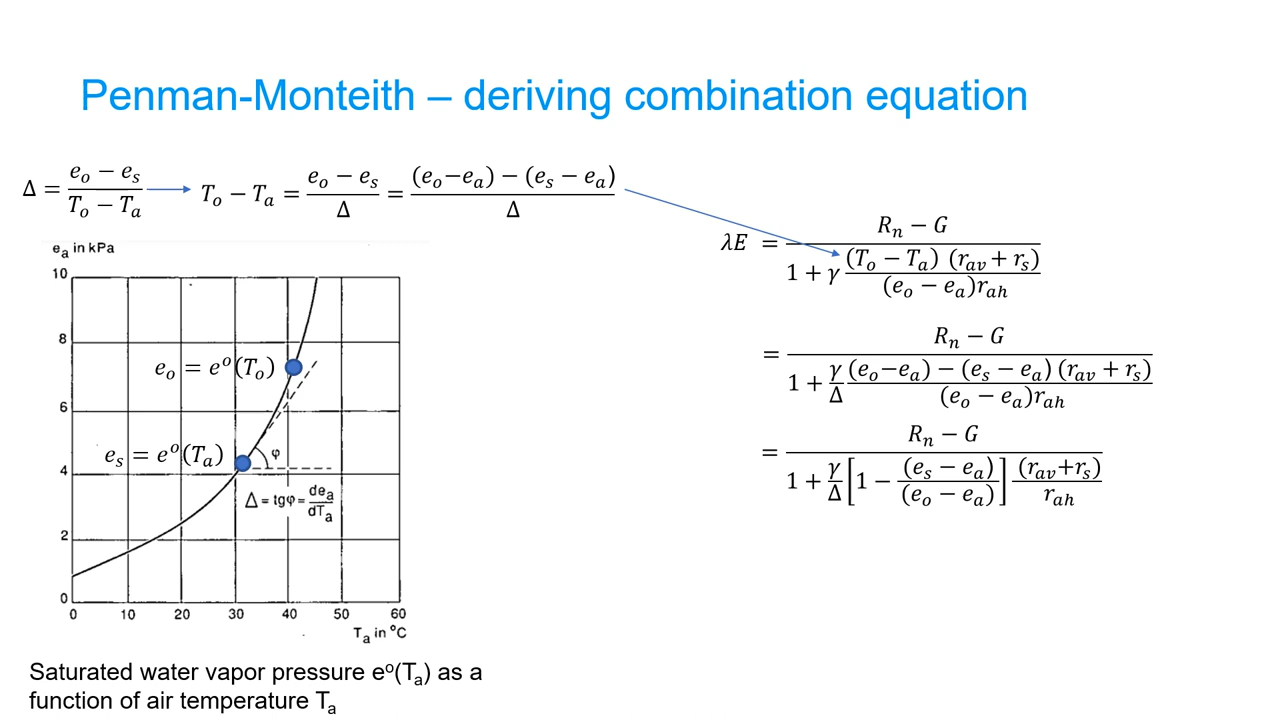 Penman-Monteith – deriving combination equation
Δ = (e_o − e_s)/(T_o − T_a) → T_o − T_a = (e_o − e_s)/Δ = ((e_o−e_a) − (e_s − e_a))/Δ
λE = (R_n − G)/(1 + γ ((T_o − T_a) (r_av + r_s))/((e_o − e_a)r_ah))
= (R_n − G)/(1 + γ/Δ ((e_o−e_a) − (e_s − e_a) (r_av + r_s))/((e_o − e_a)r_ah))
= (R_n − G)/(1 + γ/Δ [1 − (e_s − e_a)/(e_o − e_a)] (r_av+r_s)/r_ah)
e_a in kPa
10
8
e_o = e^o(T_o)
6
e_s = e^o(T_a)
φ
4
Δ = tgφ = de_a/dT_a
2
0
0 10 20 30 40 50 60
T_a in °C
Saturated water vapor pressure e^o(T_a) as a
function of air temperature T_a